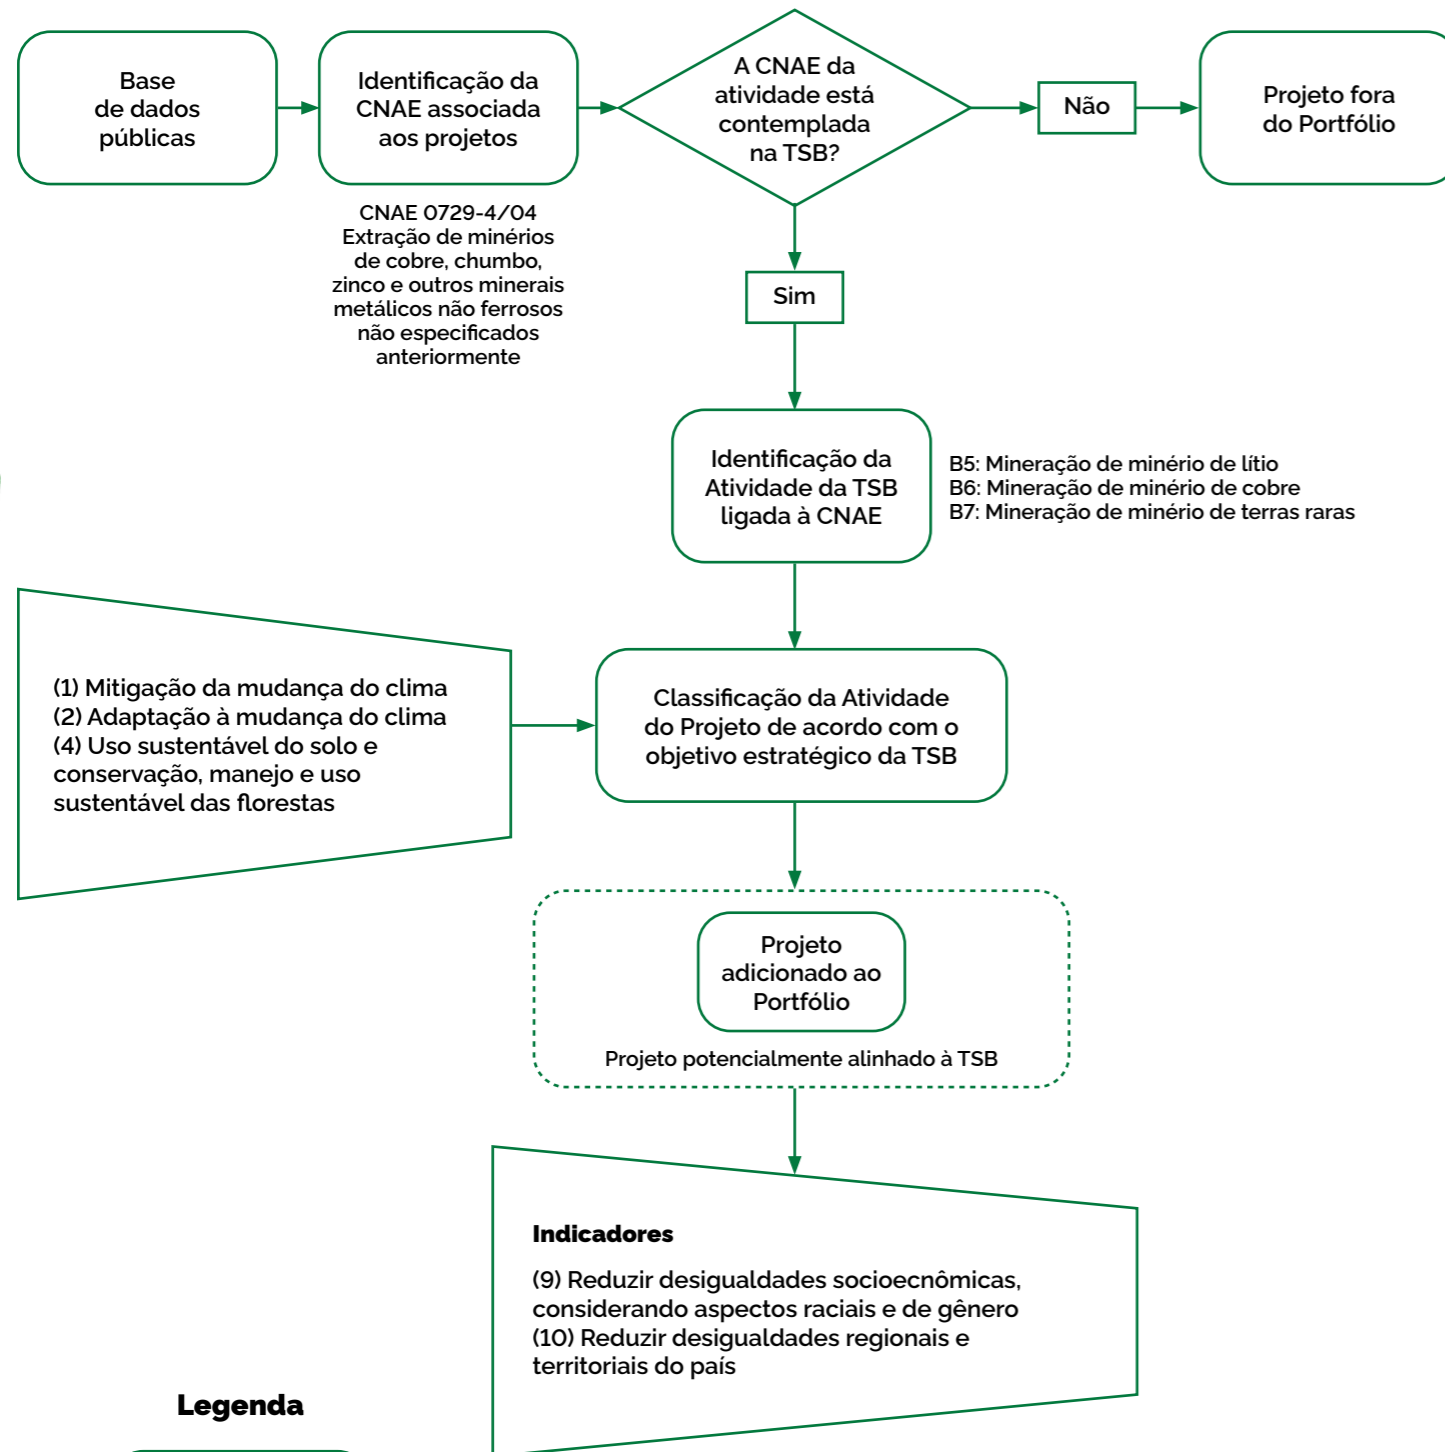 Base
de dados
públicas
Identificação da
CNAE associada
aos projetos
A CNAE da
atividade está
contemplada
na TSB?
Não
Projeto fora
do Portfólio
CNAE 0729-4/04
Extração de minérios
de cobre, chumbo,
zinco e outros minerais
metálicos não ferrosos
não especificados
anteriormente
Sim
Identificação da
Atividade da TSB
ligada à CNAE
B5: Mineração de minério de lítio
B6: Mineração de minério de cobre
B7: Mineração de minério de terras raras
(1) Mitigação da mudança do clima
(2) Adaptação à mudança do clima
(4) Uso sustentável do solo e
conservação, manejo e uso
sustentável das florestas
Classificação da Atividade
do Projeto de acordo com o
objetivo estratégico da TSB
Projeto
adicionado ao
Portfólio
Projeto potencialmente alinhado à TSB
Indicadores
(9) Reduzir desigualdades socioecnômicas,
considerando aspectos raciais e de gênero
(10) Reduzir desigualdades regionais e
territoriais do país
Legenda